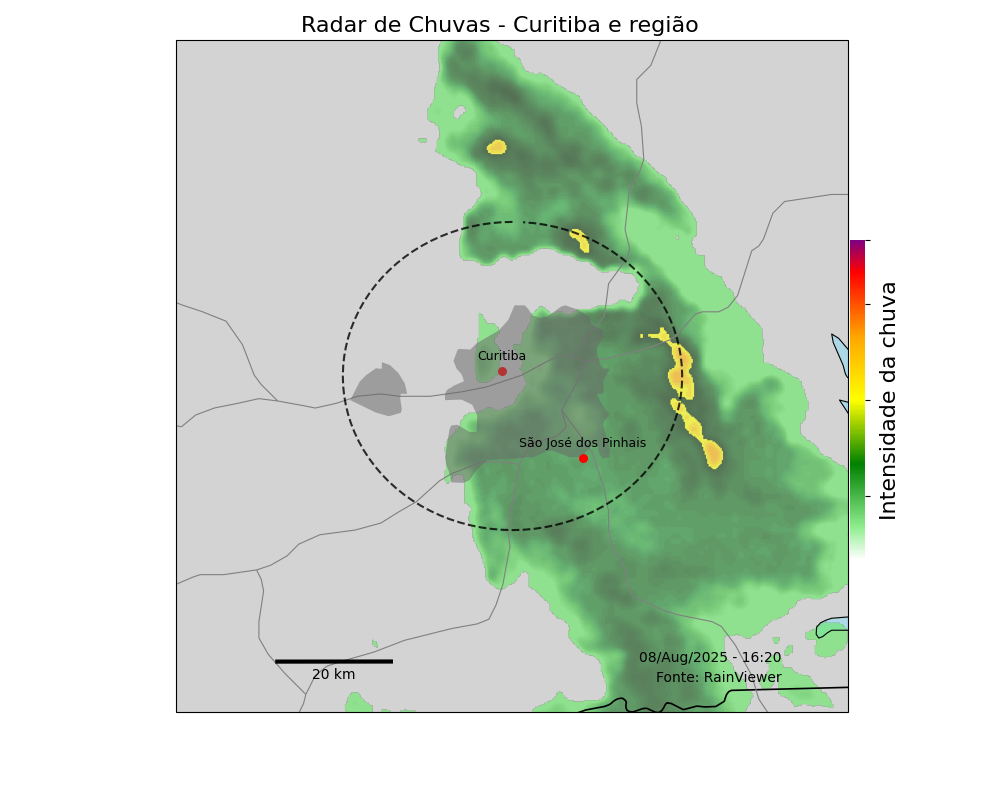 Radar de Chuvas - Curitiba e região
Curitiba
São José dos Pinhais
Intensidade da chuva
08/Aug/2025 - 16:20
Fonte: RainViewer
20 km